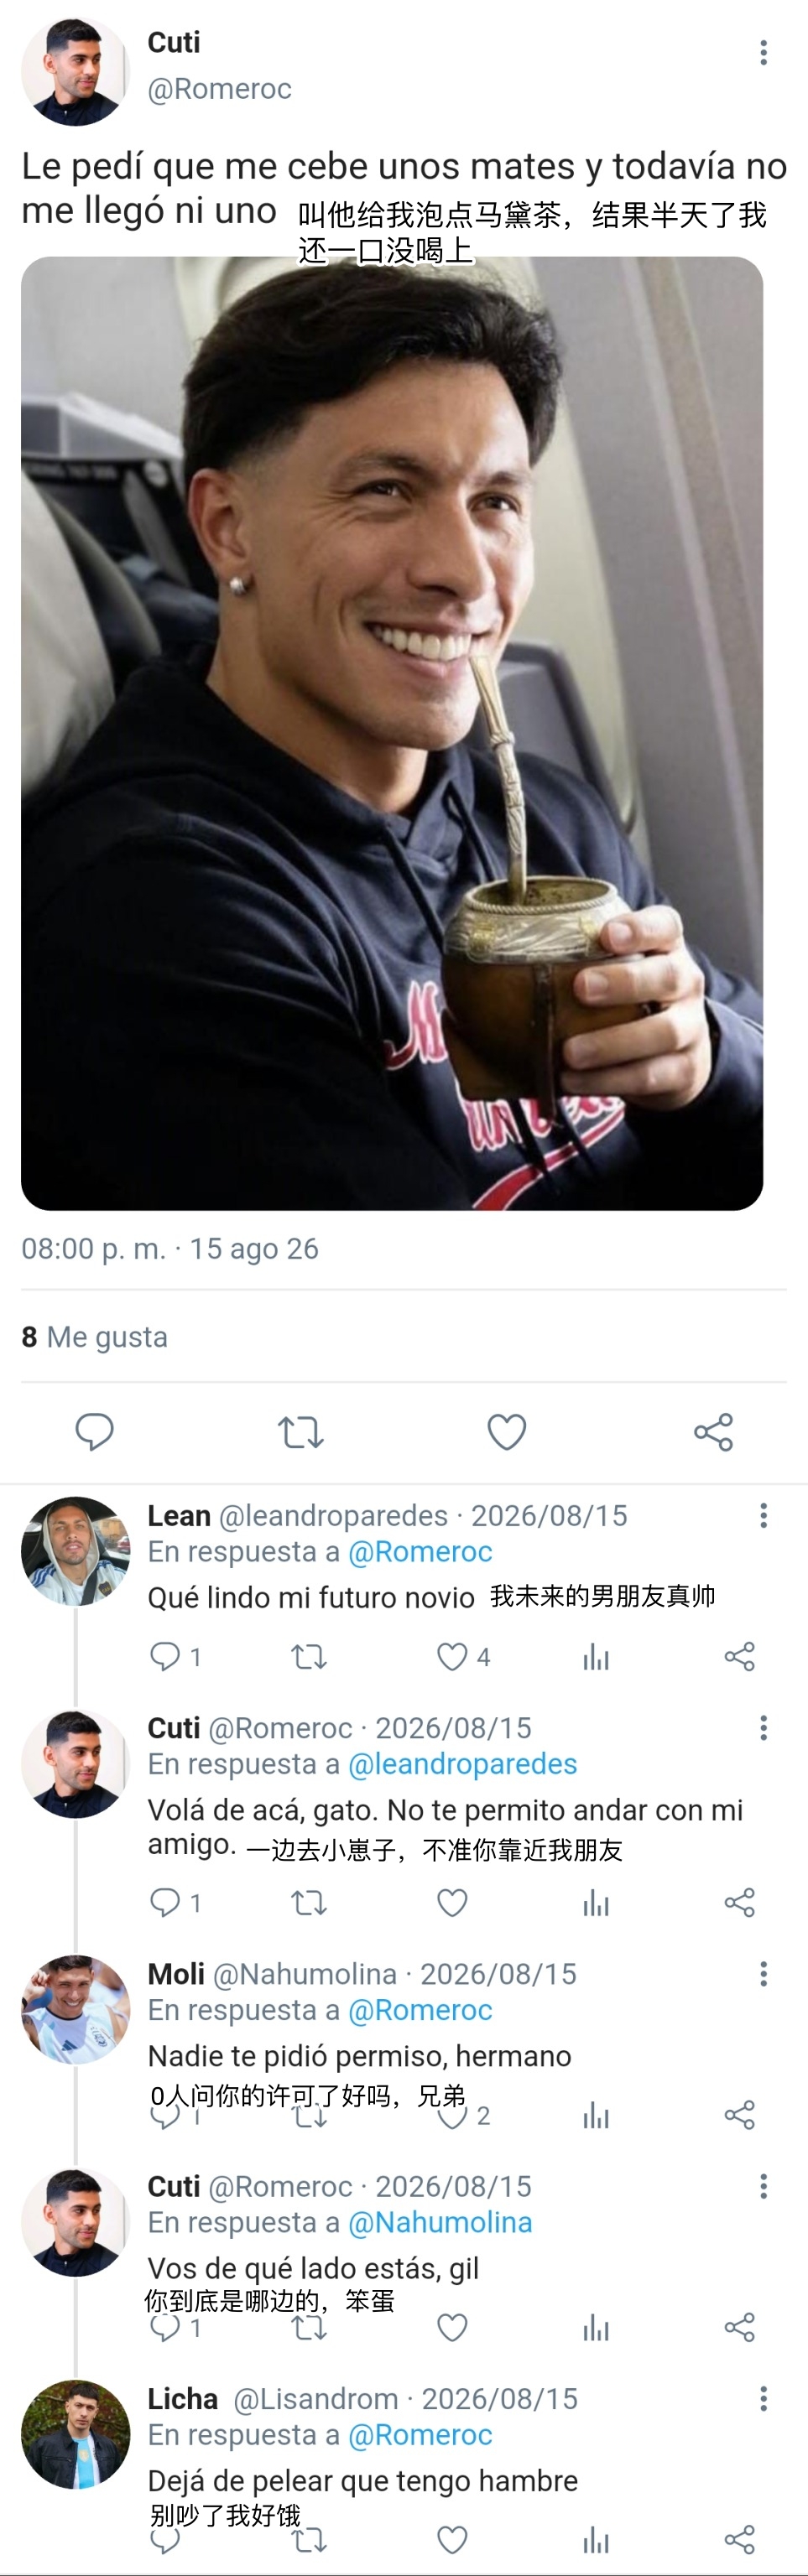 Cuti
@Romeroc
Le pedí que me cebe unos mates y todavía no
me llegó ni uno 叫他给我泡点马黛茶，结果半天了我
还一口没喝上
08:00 p. m. · 15 ago 26
8 Me gusta
Lean @leandroparedes · 2026/08/15
En respuesta a @Romeroc
Qué lindo mi futuro novio 我未来的男朋友真帅
1 4
Cuti @Romeroc · 2026/08/15
En respuesta a @leandroparedes
Volá de acá, gato. No te permito andar con mi
amigo. 一边去小崽子，不准你靠近我朋友
1
Moli @Nahumolina · 2026/08/15
En respuesta a @Romeroc
Nadie te pidió permiso, hermano
0人问你的许可了好吗，兄弟
1 2
Cuti @Romeroc · 2026/08/15
En respuesta a @Nahumolina
Vos de qué lado estás, gil
你到底是哪边的，笨蛋
1
Licha @Lisandrom · 2026/08/15
En respuesta a @Romeroc
Dejá de pelear que tengo hambre
别吵了我好饿